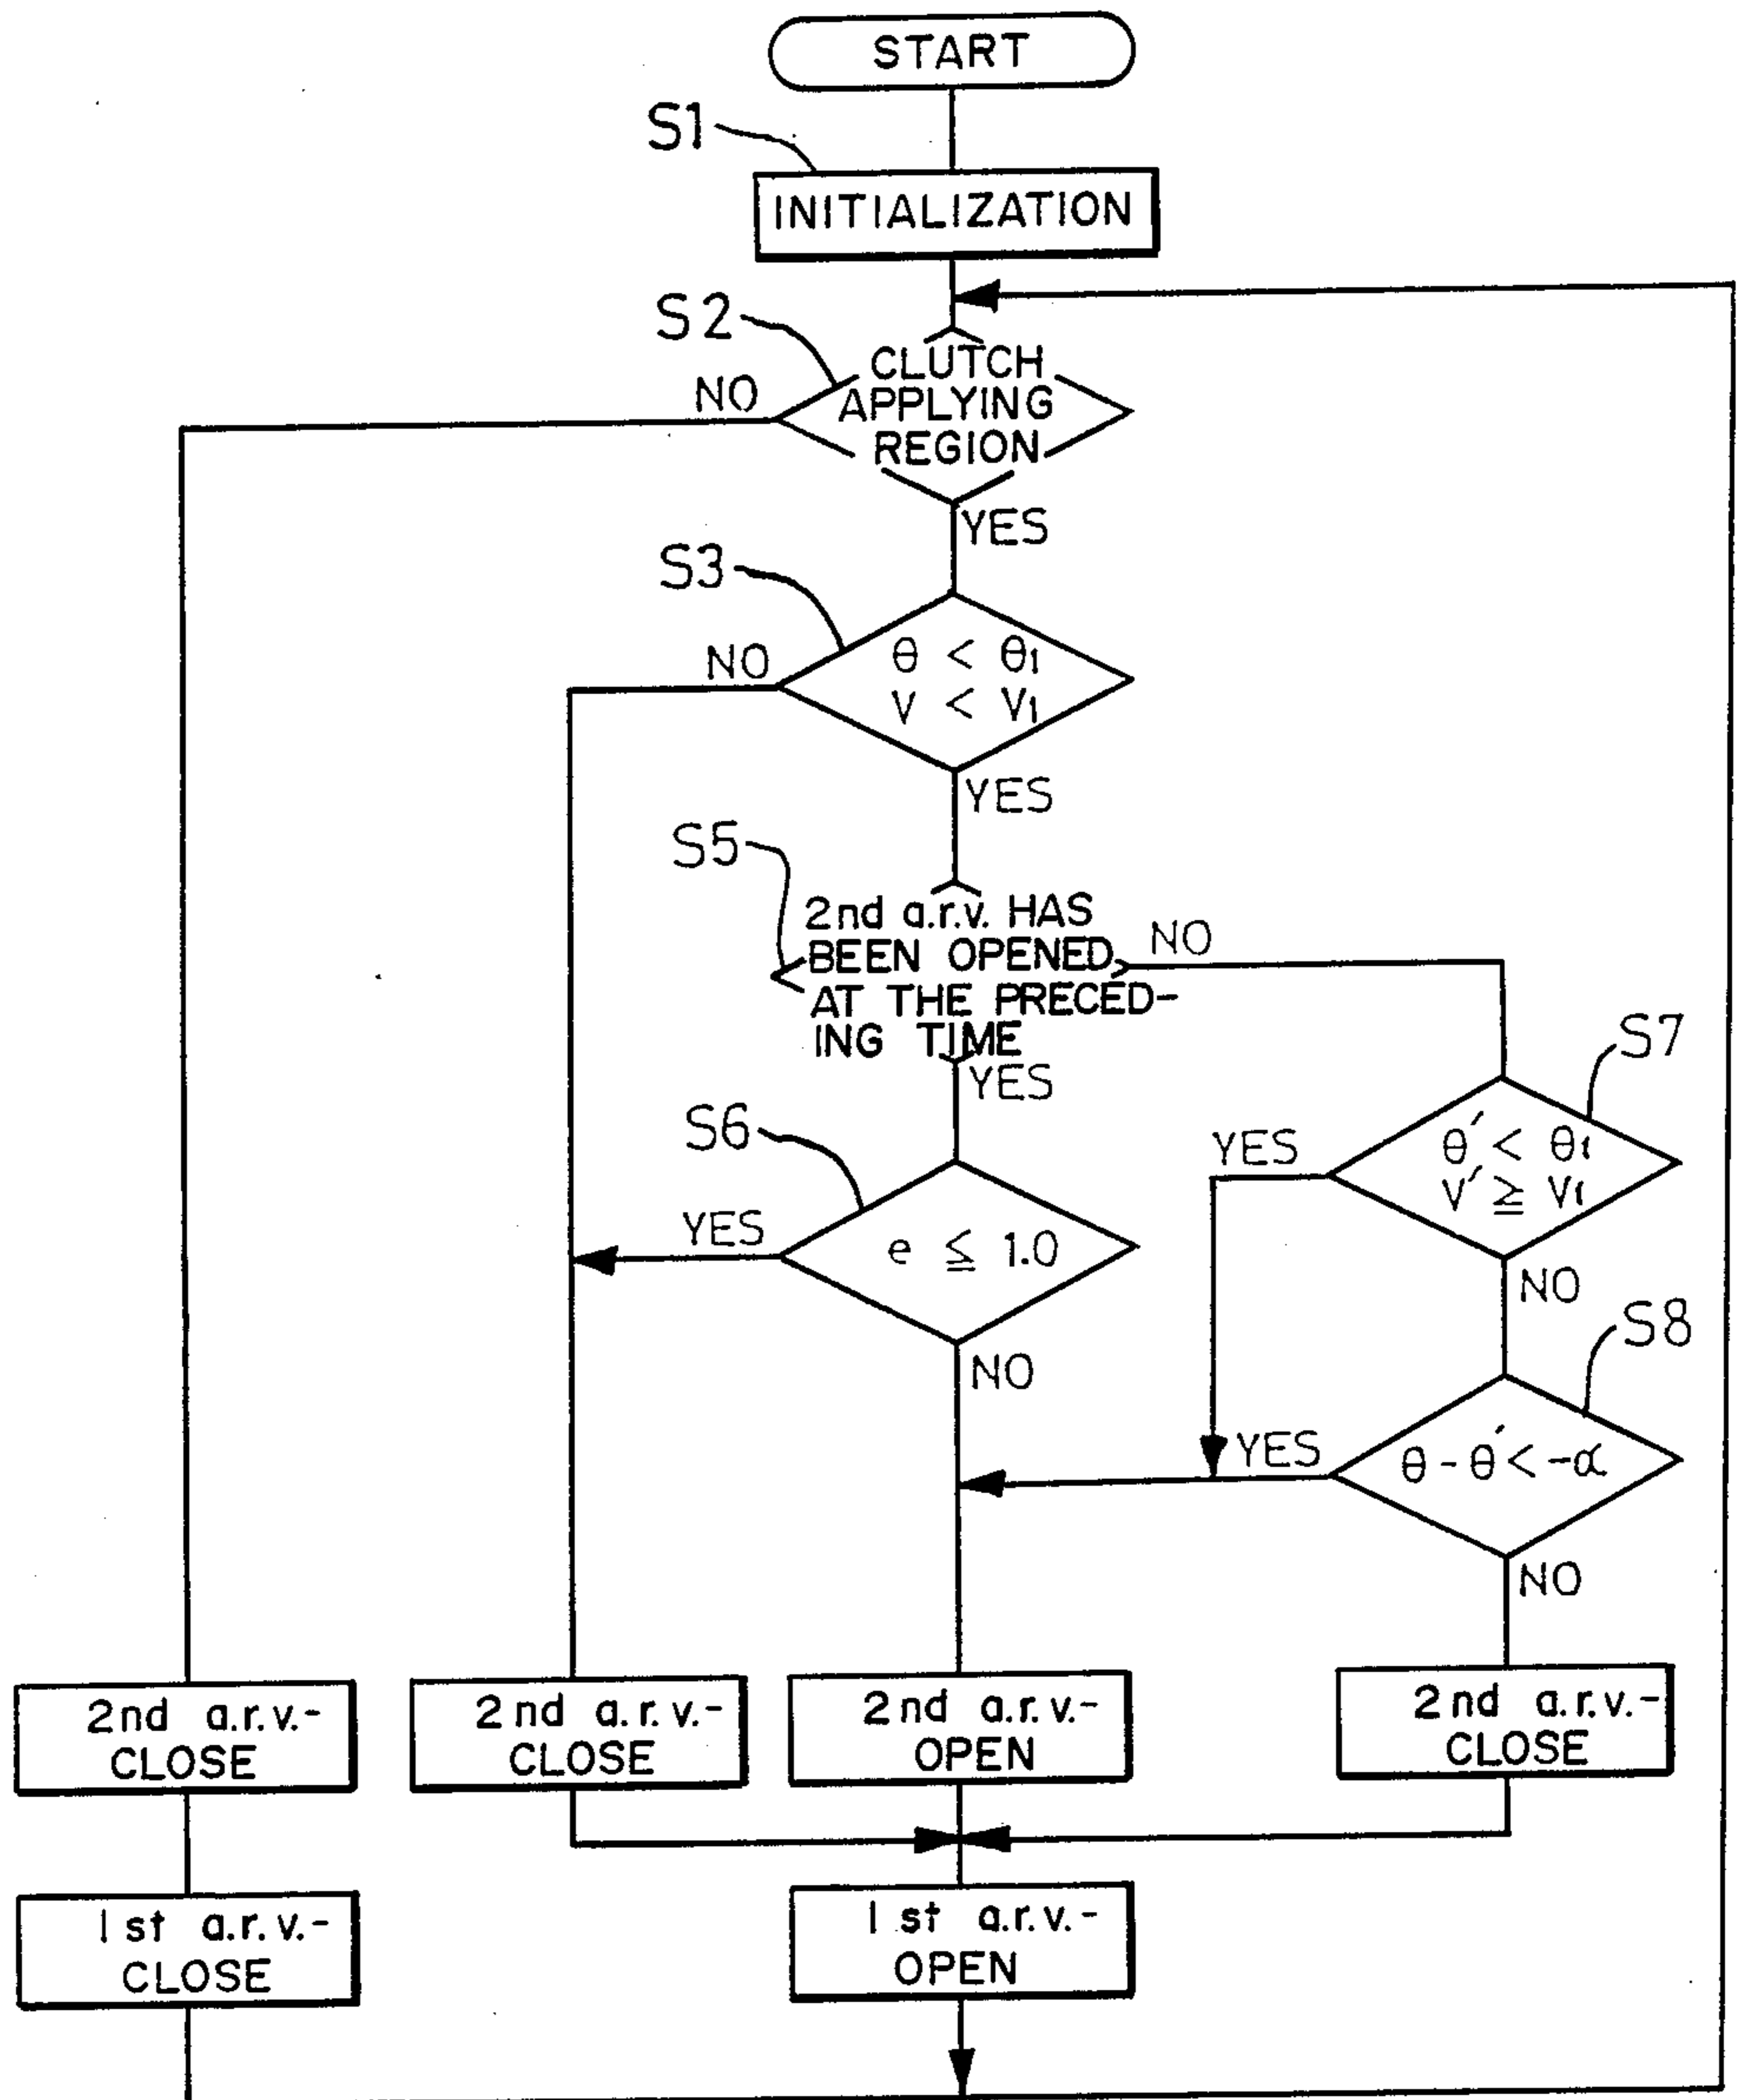 START
S1
INITIALIZATION
S2
CLUTCH
NO
APPLYING
REGION
YES
S3
NO
θ < θ1
V < V1
YES
S5
2nd a.r.v. HAS
BEEN OPENED
NO
AT THE PRECED-
ING TIME
YES
S7
S6
YES
θ′ < θ1
V′ ≧ V1
YES
e ≦ 1.0
NO
S8
NO
YES
θ - θ′ < -α
NO
2nd a.r.v.-
CLOSE
2nd a.r.v.-
CLOSE
2nd a.r.v.-
OPEN
2nd a.r.v.-
CLOSE
1st a.r.v.-
CLOSE
1st a.r.v.-
OPEN